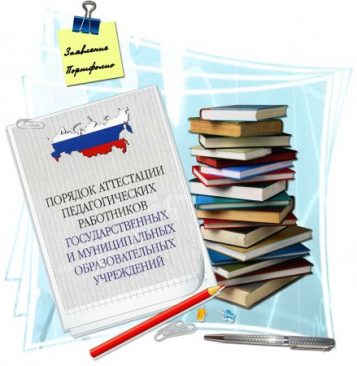 Заявление
Портфолио
ПОРЯДОК АТТЕСТАЦИИ
ПЕДАГОГИЧЕСКИХ
РАБОТНИКОВ
ГОСУДАРСТВЕННЫХ
И МУНИЦИПАЛЬНЫХ
ОБРАЗОВАТЕЛЬНЫХ
УЧРЕЖДЕНИЙ